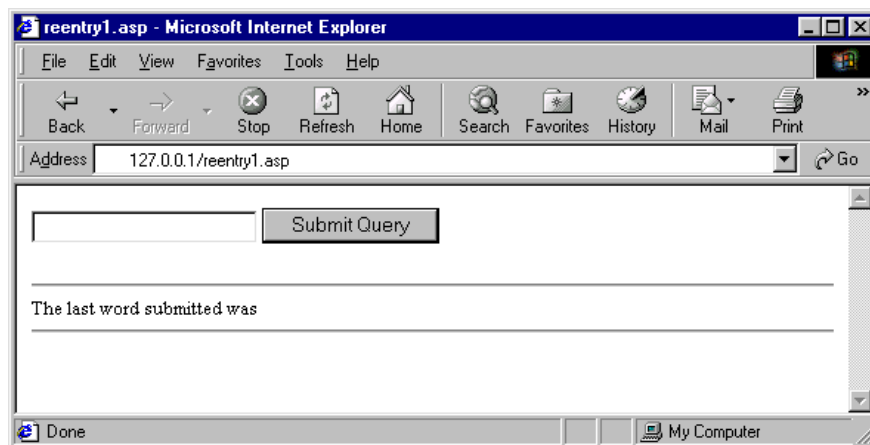 reentry1.asp - Microsoft Internet Explorer
File Edit View Favorites Tools Help
Back Forward Stop Refresh Home Search Favorites History Mail Print »
Address 127.0.0.1/reentry1.asp Go
Submit Query
The last word submitted was
Done My Computer